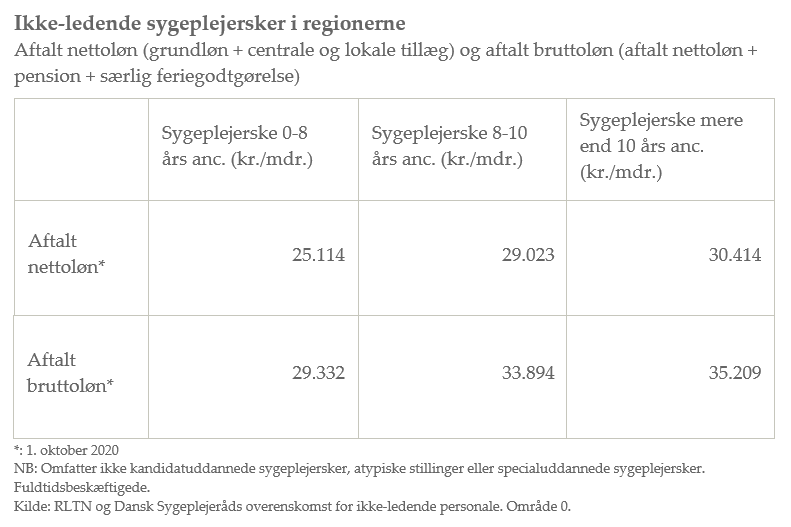 Ikke-ledende sygeplejersker i regionerne
Aftalt nettoløn (grundløn + centrale og lokale tillæg) og aftalt bruttoløn (aftalt nettoløn +
pension + særlig feriegodtgørelse)
Sygeplejerske 0-8
års anc. (kr./mdr.)
Sygeplejerske 8-10
års anc. (kr./mdr.)
Sygeplejerske mere
end 10 års anc.
(kr./mdr.)
Aftalt
nettoløn*
25.114
29.023
30.414
Aftalt
bruttoløn*
29.332
33.894
35.209
*: 1. oktober 2020
NB: Omfatter ikke kandidatuddannede sygeplejersker, atypiske stillinger eller specialuddannede sygeplejersker.
Fuldtidsbeskæftigede.
Kilde: RLTN og Dansk Sygeplejeråds overenskomst for ikke-ledende personale. Område 0.